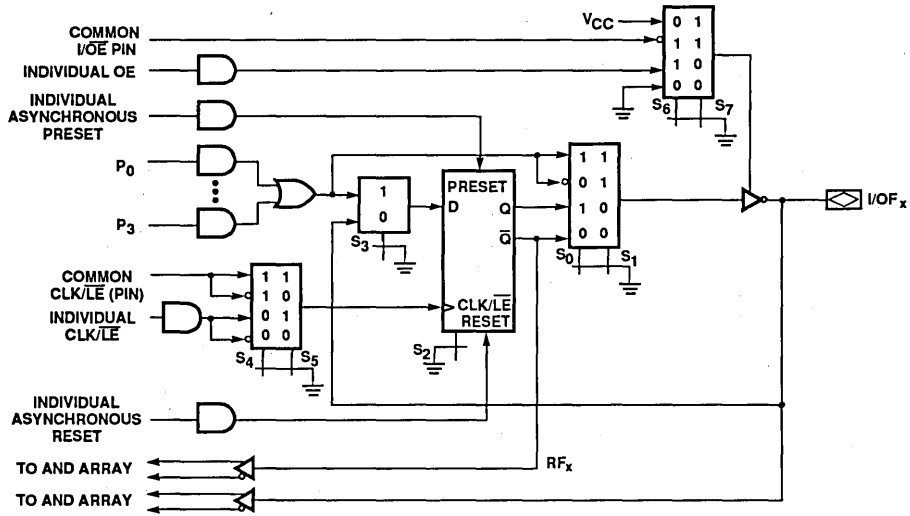 COMMON
I/OE PIN
INDIVIDUAL OE
INDIVIDUAL
ASYNCHRONOUS
PRESET
P0
P3
VCC
0 1
1 1
1 0
0 0
S6
S7
1
0
S3
PRESET
D
Q
Q
CLK/LE
RESET
S2
1 1
0 1
1 0
0 0
S0
S1
I/OFx
COMMON
CLK/LE (PIN)
INDIVIDUAL
CLK/LE
1 1
1 0
0 1
0 0
S4
S5
INDIVIDUAL
ASYNCHRONOUS
RESET
TO AND ARRAY
RFx
TO AND ARRAY